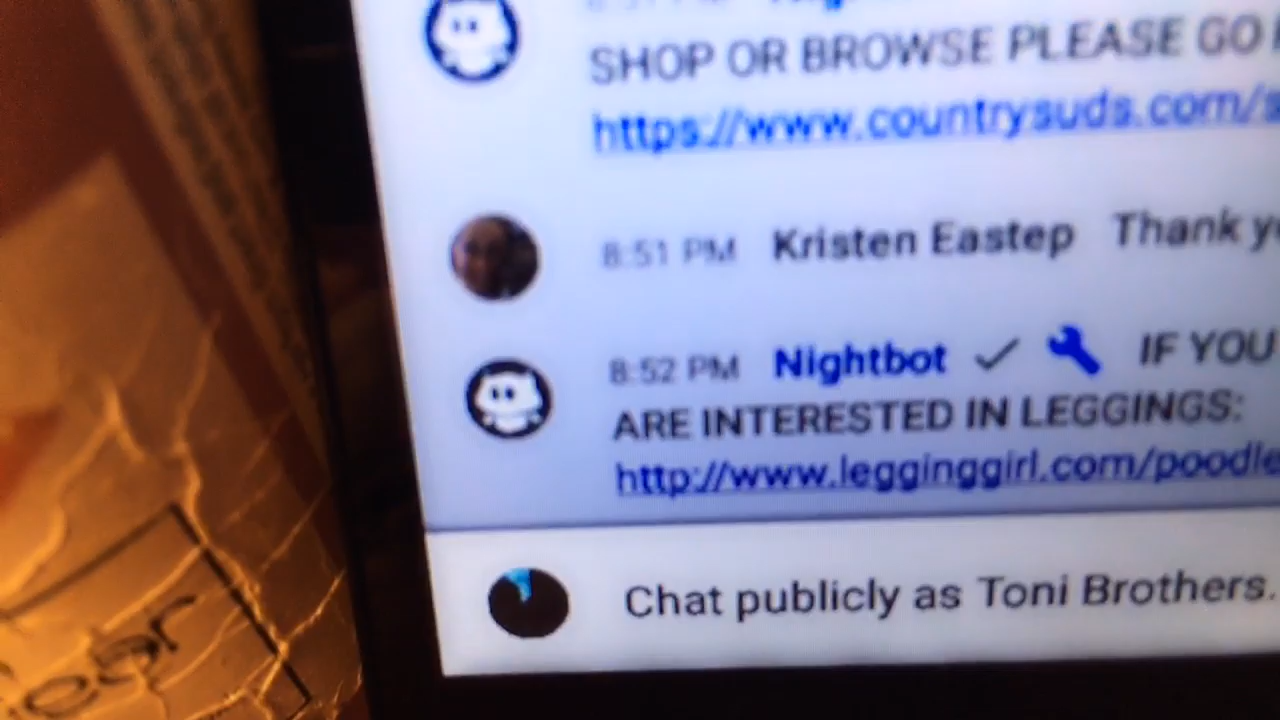 SHOP OR BROWSE PLEASE GO
https://www.countrysuds.com/s
8:51 PM Kristen Eastep Thank
8:52 PM Nightbot IF YOU
ARE INTERESTED IN LEGGINGS:
http://www.legginggirl.com/poodle
Chat publicly as Toni Brothers.